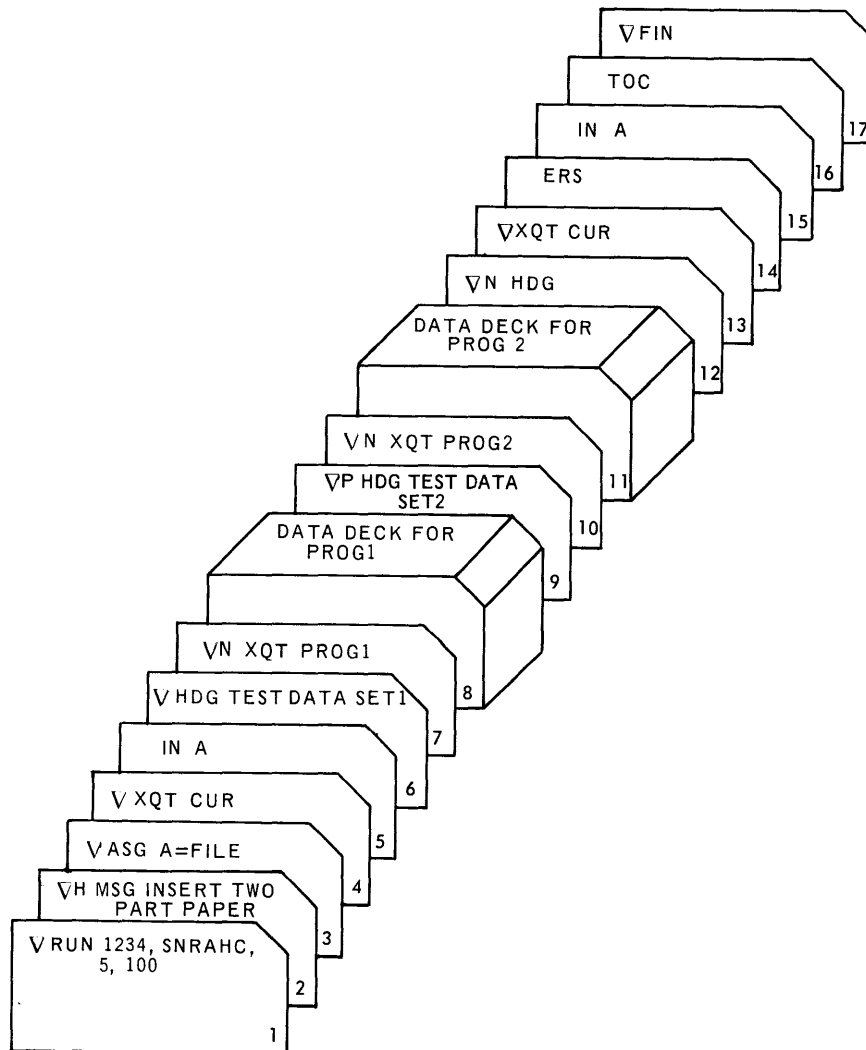 ∇ FIN
17
TOC
16
IN A
15
ERS
14
∇XQT CUR
13
∇N HDG
12
DATA DECK FOR
PROG 2
11
∇N XQT PROG2
10
∇P HDG TEST DATA
SET2
9
DATA DECK FOR
PROG1
8
∇N XQT PROG1
7
∇ HDG TEST DATA SET1
6
IN A
5
∇ XQT CUR
4
∇ ASG A=FILE
3
∇H MSG INSERT TWO
PART PAPER
2
∇ RUN 1234, SNRAHC,
5, 100
1